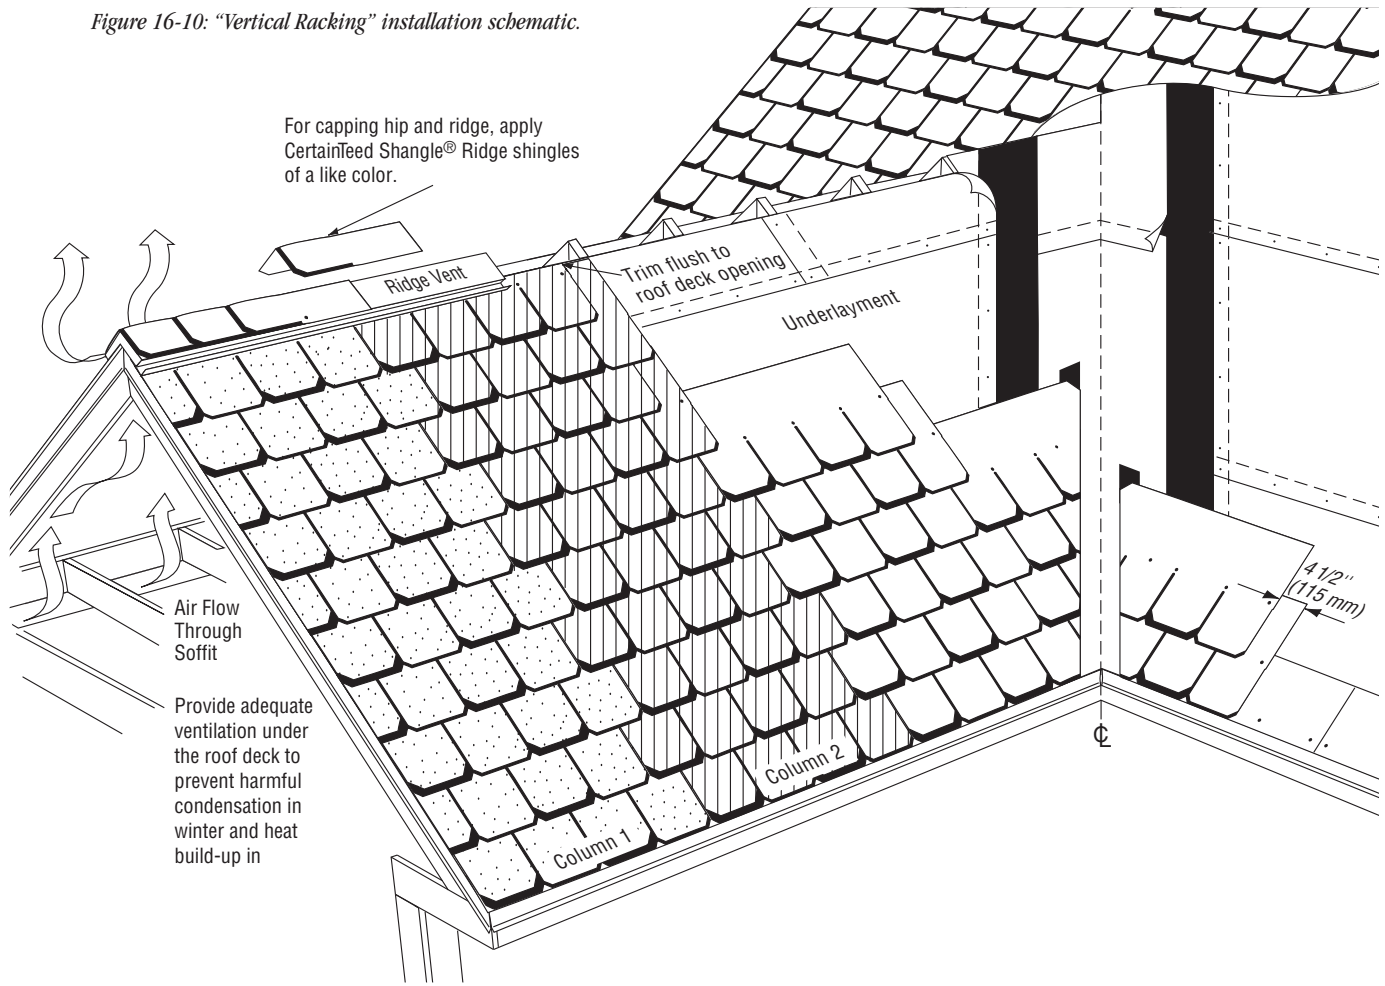 Figure 16-10: “Vertical Racking” installation schematic.
For capping hip and ridge, apply
CertainTeed Shangle® Ridge shingles
of a like color.
Ridge Vent
Trim flush to
roof deck opening
Underlayment
4 1/2"
(115 mm)
Air Flow
Through
Soffit
Provide adequate
ventilation under
the roof deck to
prevent harmful
condensation in
winter and heat
build-up in
Column 1
Column 2
℄